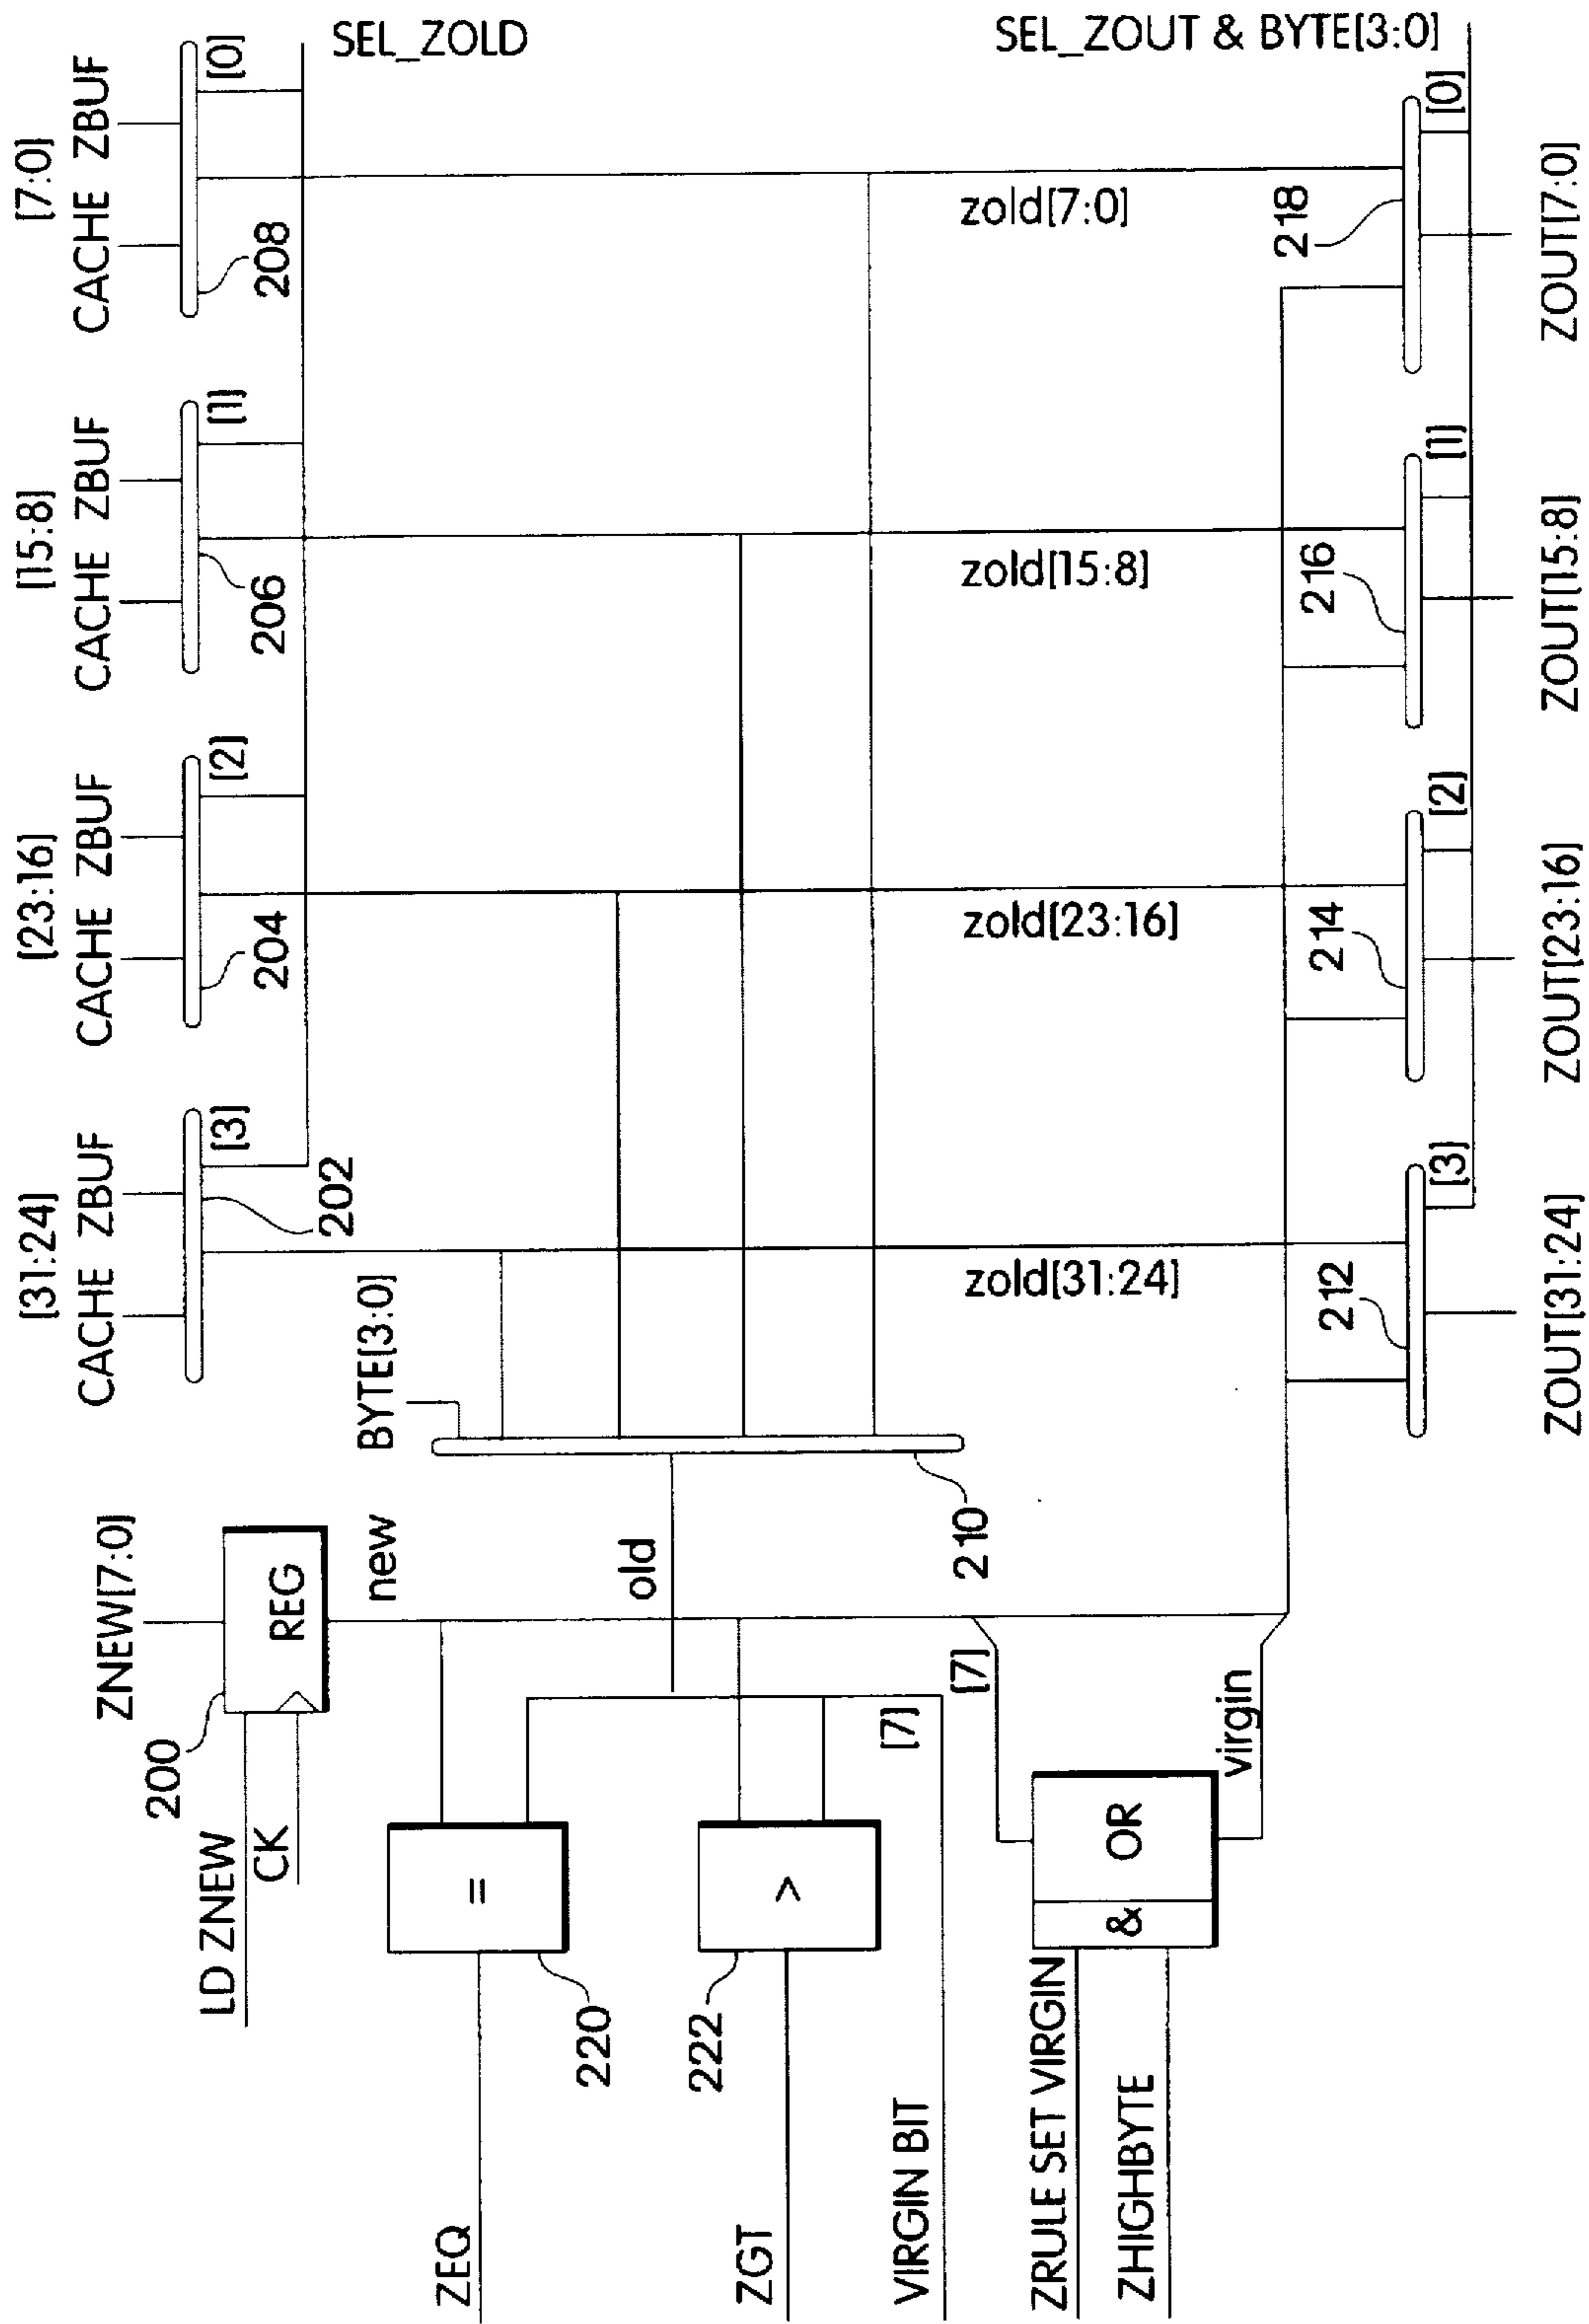 [31:24]
CACHE ZBUF
[23:16]
CACHE ZBUF
[15:8]
CACHE ZBUF
[7:0]
CACHE ZBUF
ZNEW[7:0]
200
LD ZNEW
CK
REG
new
202
[3]
204
[2]
206
[1]
208
[0]
SEL_ZOLD
BYTE[3:0]
210
old
ZEQ
=
220
ZGT
>
222
VIRGIN BIT
[7]
[7]
ZRULE SET VIRGIN
ZHIGHBYTE
&
OR
virgin
zold[31:24]
zold[23:16]
zold[15:8]
zold[7:0]
212
214
216
218
[3]
[2]
[1]
[0]
SEL_ZOUT & BYTE[3:0]
ZOUT[31:24]
ZOUT[23:16]
ZOUT[15:8]
ZOUT[7:0]